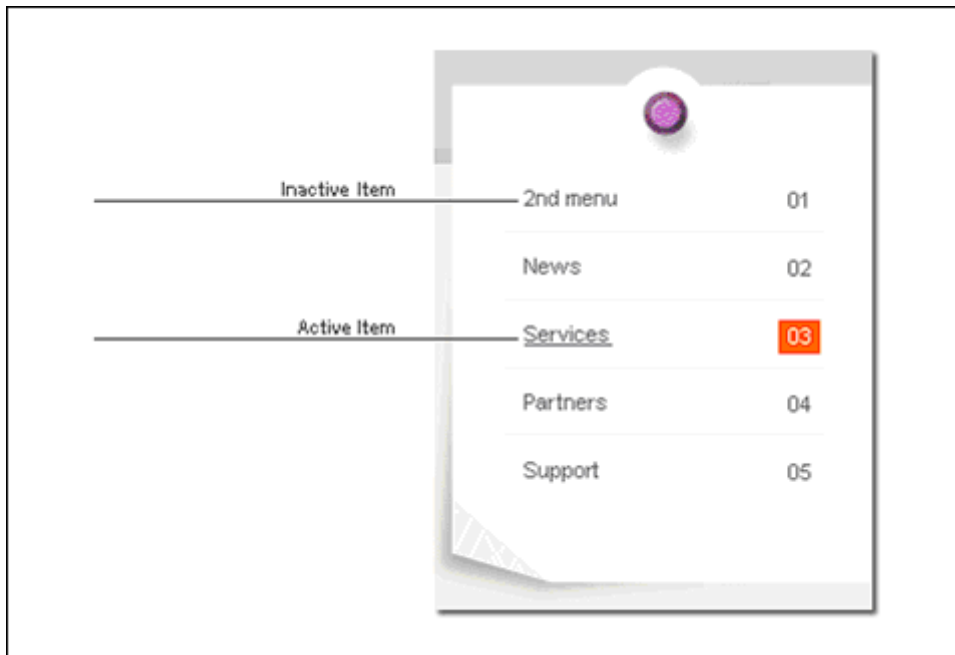 Inactive Item
2nd menu 01
News 02
Active Item
Services 03
Partners 04
Support 05